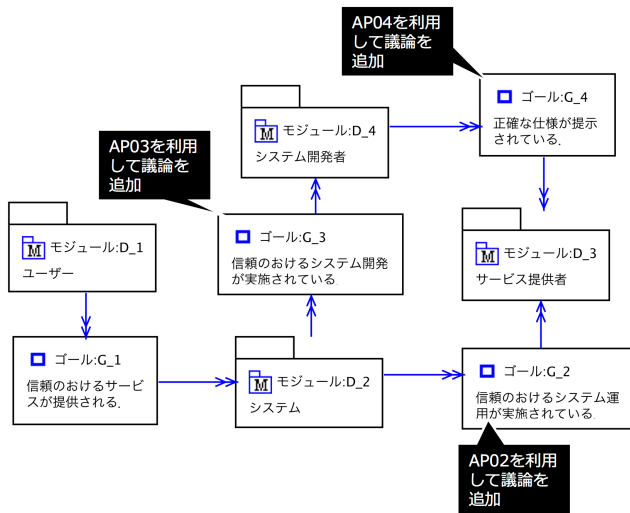 AP04を利用
して議論を
追加
ゴール:G_4
正確な仕様が提示
されている.
M
モジュール:D_4
システム開発者
AP03を利用
して議論を
追加
ゴール:G_3
信頼のおけるシステム開発
が実施されている.
M
モジュール:D_1
ユーザー
M
モジュール:D_3
サービス提供者
ゴール:G_1
信頼のおけるサービ
スが提供される.
M
モジュール:D_2
システム
ゴール:G_2
信頼のおけるシステム運
用が実施されている.
AP02を利用
して議論を
追加